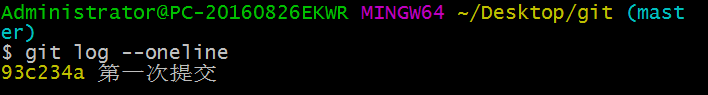 Administrator@PC-20160826EKWR MINGW64 ~/Desktop/git (mast
er)
$ git log --oneline
93c234a 第一次提交